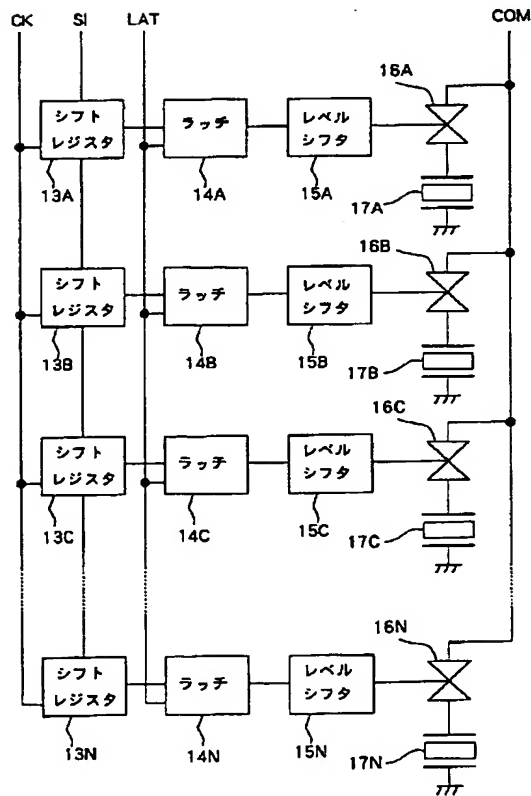 CK SI LAT COM
16A
シフト
レジスタ
ラッチ
レベル
シフタ
13A
14A
15A
17A
16B
シフト
レジスタ
ラッチ
レベル
シフタ
13B
14B
15B
17B
16C
シフト
レジスタ
ラッチ
レベル
シフタ
13C
14C
15C
17C
16N
シフト
レジスタ
ラッチ
レベル
シフタ
13N
14N
15N
17N